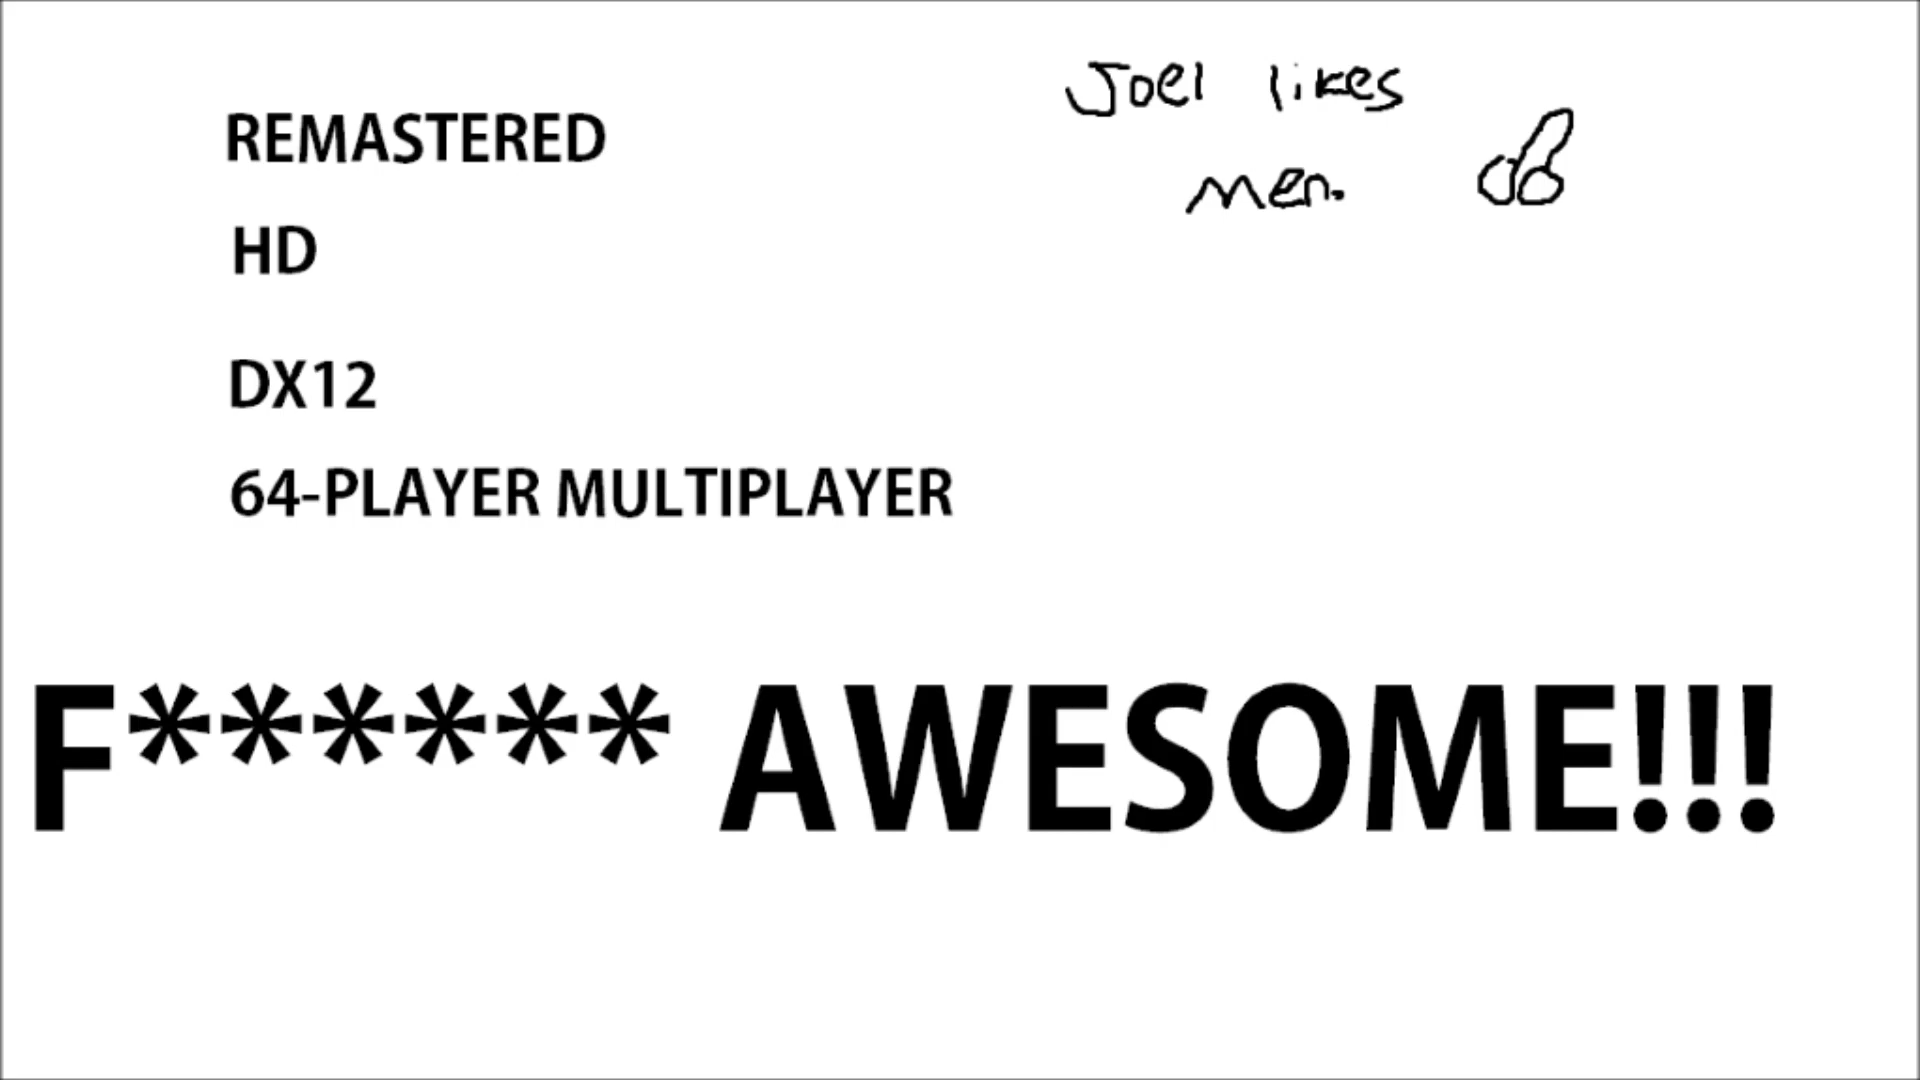 Joel likes
men.
REMASTERED
HD
DX12
64-PLAYER MULTIPLAYER
F****** AWESOME!!!